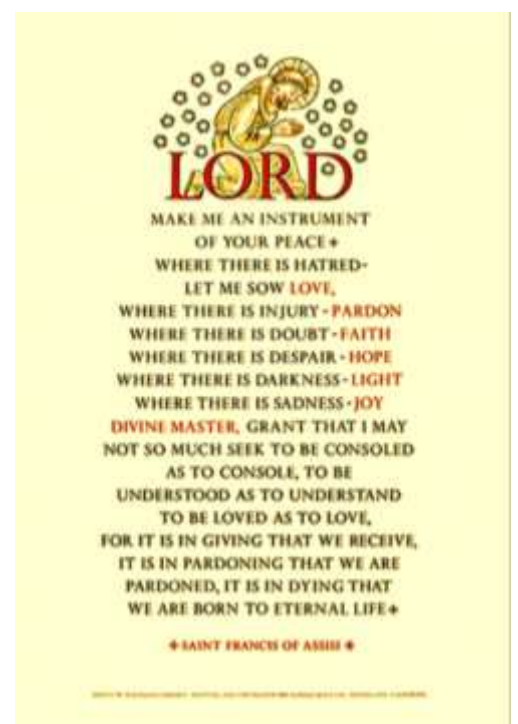 LORD
MAKE ME AN INSTRUMENT
OF YOUR PEACE +
WHERE THERE IS HATRED-
LET ME SOW LOVE,
WHERE THERE IS INJURY - PARDON
WHERE THERE IS DOUBT - FAITH
WHERE THERE IS DESPAIR - HOPE
WHERE THERE IS DARKNESS - LIGHT
WHERE THERE IS SADNESS - JOY
DIVINE MASTER, GRANT THAT I MAY
NOT SO MUCH SEEK TO BE CONSOLED
AS TO CONSOLE, TO BE
UNDERSTOOD AS TO UNDERSTAND
TO BE LOVED AS TO LOVE,
FOR IT IS IN GIVING THAT WE RECEIVE,
IT IS IN PARDONING THAT WE ARE
PARDONED, IT IS IN DYING THAT
WE ARE BORN TO ETERNAL LIFE +
+ SAINT FRANCIS OF ASSISI +